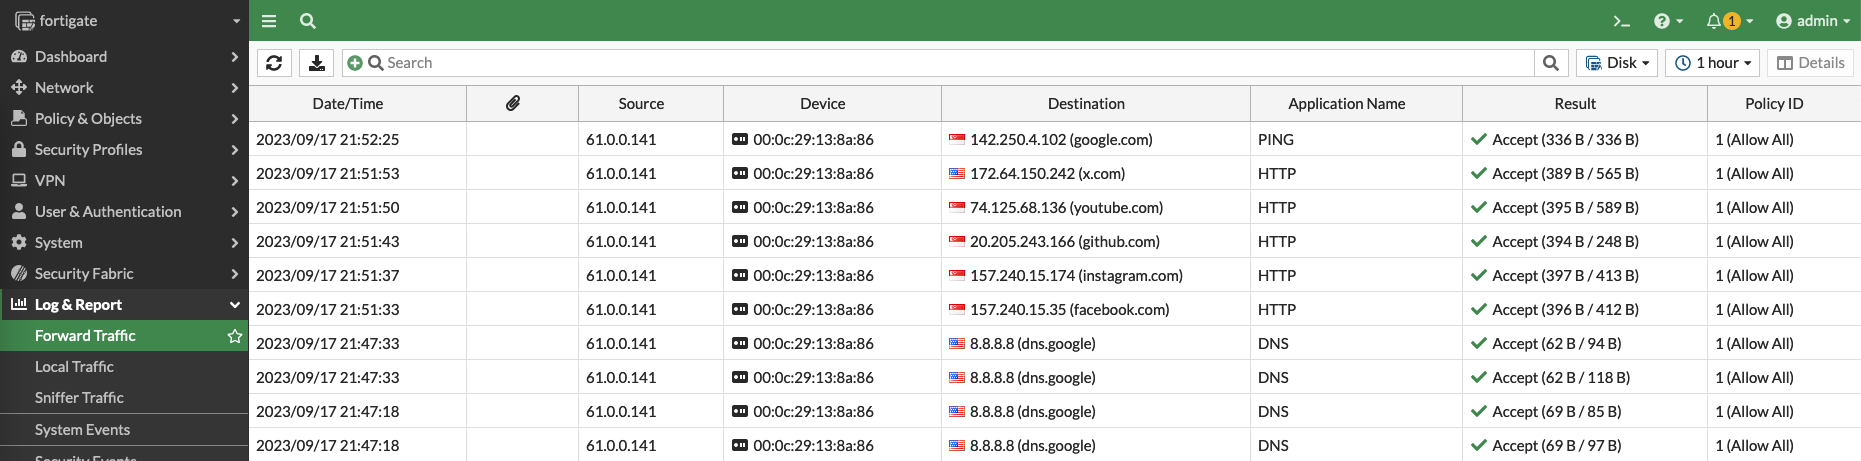 fortigate
1
admin
Dashboard
Network
Policy & Objects
Security Profiles
VPN
User & Authentication
System
Security Fabric
Log & Report
Forward Traffic
Local Traffic
Sniffer Traffic
System Events
Security Events
Search
Disk
1 hour
Details
Date/Time Source Device Destination Application Name Result Policy ID
2023/09/17 21:52:25 61.0.0.141 00:0c:29:13:8a:86 142.250.4.102 (google.com) PING Accept (336 B / 336 B) 1 (Allow All)
2023/09/17 21:51:53 61.0.0.141 00:0c:29:13:8a:86 172.64.150.242 (x.com) HTTP Accept (389 B / 565 B) 1 (Allow All)
2023/09/17 21:51:50 61.0.0.141 00:0c:29:13:8a:86 74.125.68.136 (youtube.com) HTTP Accept (395 B / 589 B) 1 (Allow All)
2023/09/17 21:51:43 61.0.0.141 00:0c:29:13:8a:86 20.205.243.166 (github.com) HTTP Accept (394 B / 248 B) 1 (Allow All)
2023/09/17 21:51:37 61.0.0.141 00:0c:29:13:8a:86 157.240.15.174 (instagram.com) HTTP Accept (397 B / 413 B) 1 (Allow All)
2023/09/17 21:51:33 61.0.0.141 00:0c:29:13:8a:86 157.240.15.35 (facebook.com) HTTP Accept (396 B / 412 B) 1 (Allow All)
2023/09/17 21:47:33 61.0.0.141 00:0c:29:13:8a:86 8.8.8.8 (dns.google) DNS Accept (62 B / 94 B) 1 (Allow All)
2023/09/17 21:47:33 61.0.0.141 00:0c:29:13:8a:86 8.8.8.8 (dns.google) DNS Accept (62 B / 118 B) 1 (Allow All)
2023/09/17 21:47:18 61.0.0.141 00:0c:29:13:8a:86 8.8.8.8 (dns.google) DNS Accept (69 B / 85 B) 1 (Allow All)
2023/09/17 21:47:18 61.0.0.141 00:0c:29:13:8a:86 8.8.8.8 (dns.google) DNS Accept (69 B / 97 B) 1 (Allow All)